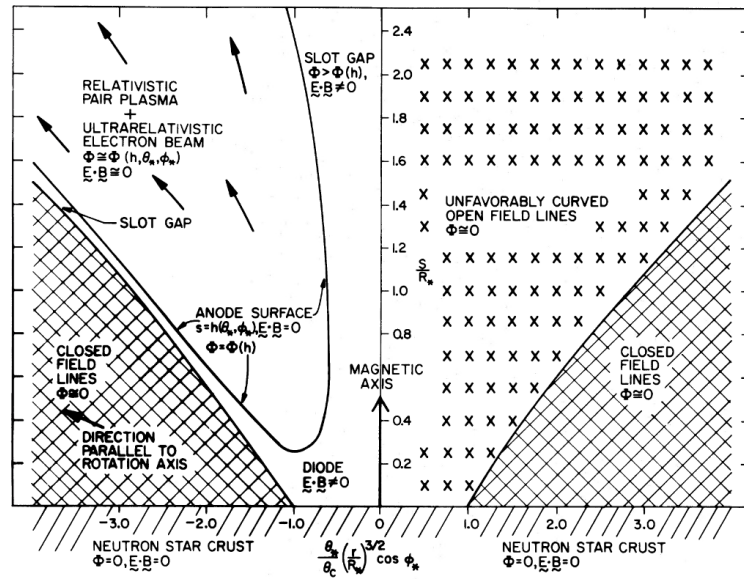 RELATIVISTIC
PAIR PLASMA
+
ULTRARELATIVISTIC
ELECTRON BEAM
Φ≅Φ(h,θ*,ϕ*)
E·B≅0
SLOT GAP
Φ>Φ(h),
E·B≠0
SLOT GAP
ANODE SURFACE
s=h(θ*,ϕ*),E·B=0
Φ=Φ(h)
CLOSED
FIELD
LINES
Φ≅0
DIRECTION
PARALLEL TO
ROTATION AXIS
DIODE
E·B≠0
MAGNETIC
AXIS
2.4
2.0
1.8
1.6
1.4
1.2
1.0
0.8
0.4
0.2
S/R*
X X X X X X X X X X X X X X
X X X X X X X X X X X X X X
X X X X X X X X X X X X X X
X X X X X X X X X X X X X X
X X X X
X X X X X
X X X X X X X X X X X
X X X X X X X X X
X X X X X X X X
X X X X X X X
X X X X X X
X X X X X
X X X X
X X X
UNFAVORABLY CURVED
OPEN FIELD LINES
Φ≅0
CLOSED
FIELD
LINES
Φ≅0
-3.0 -2.0 -1.0 0 1.0 2.0 3.0
NEUTRON STAR CRUST
Φ=0,E·B=0
θ*/θc (r/R*)^3/2 cos ϕ*
NEUTRON STAR CRUST
Φ=0,E·B=0